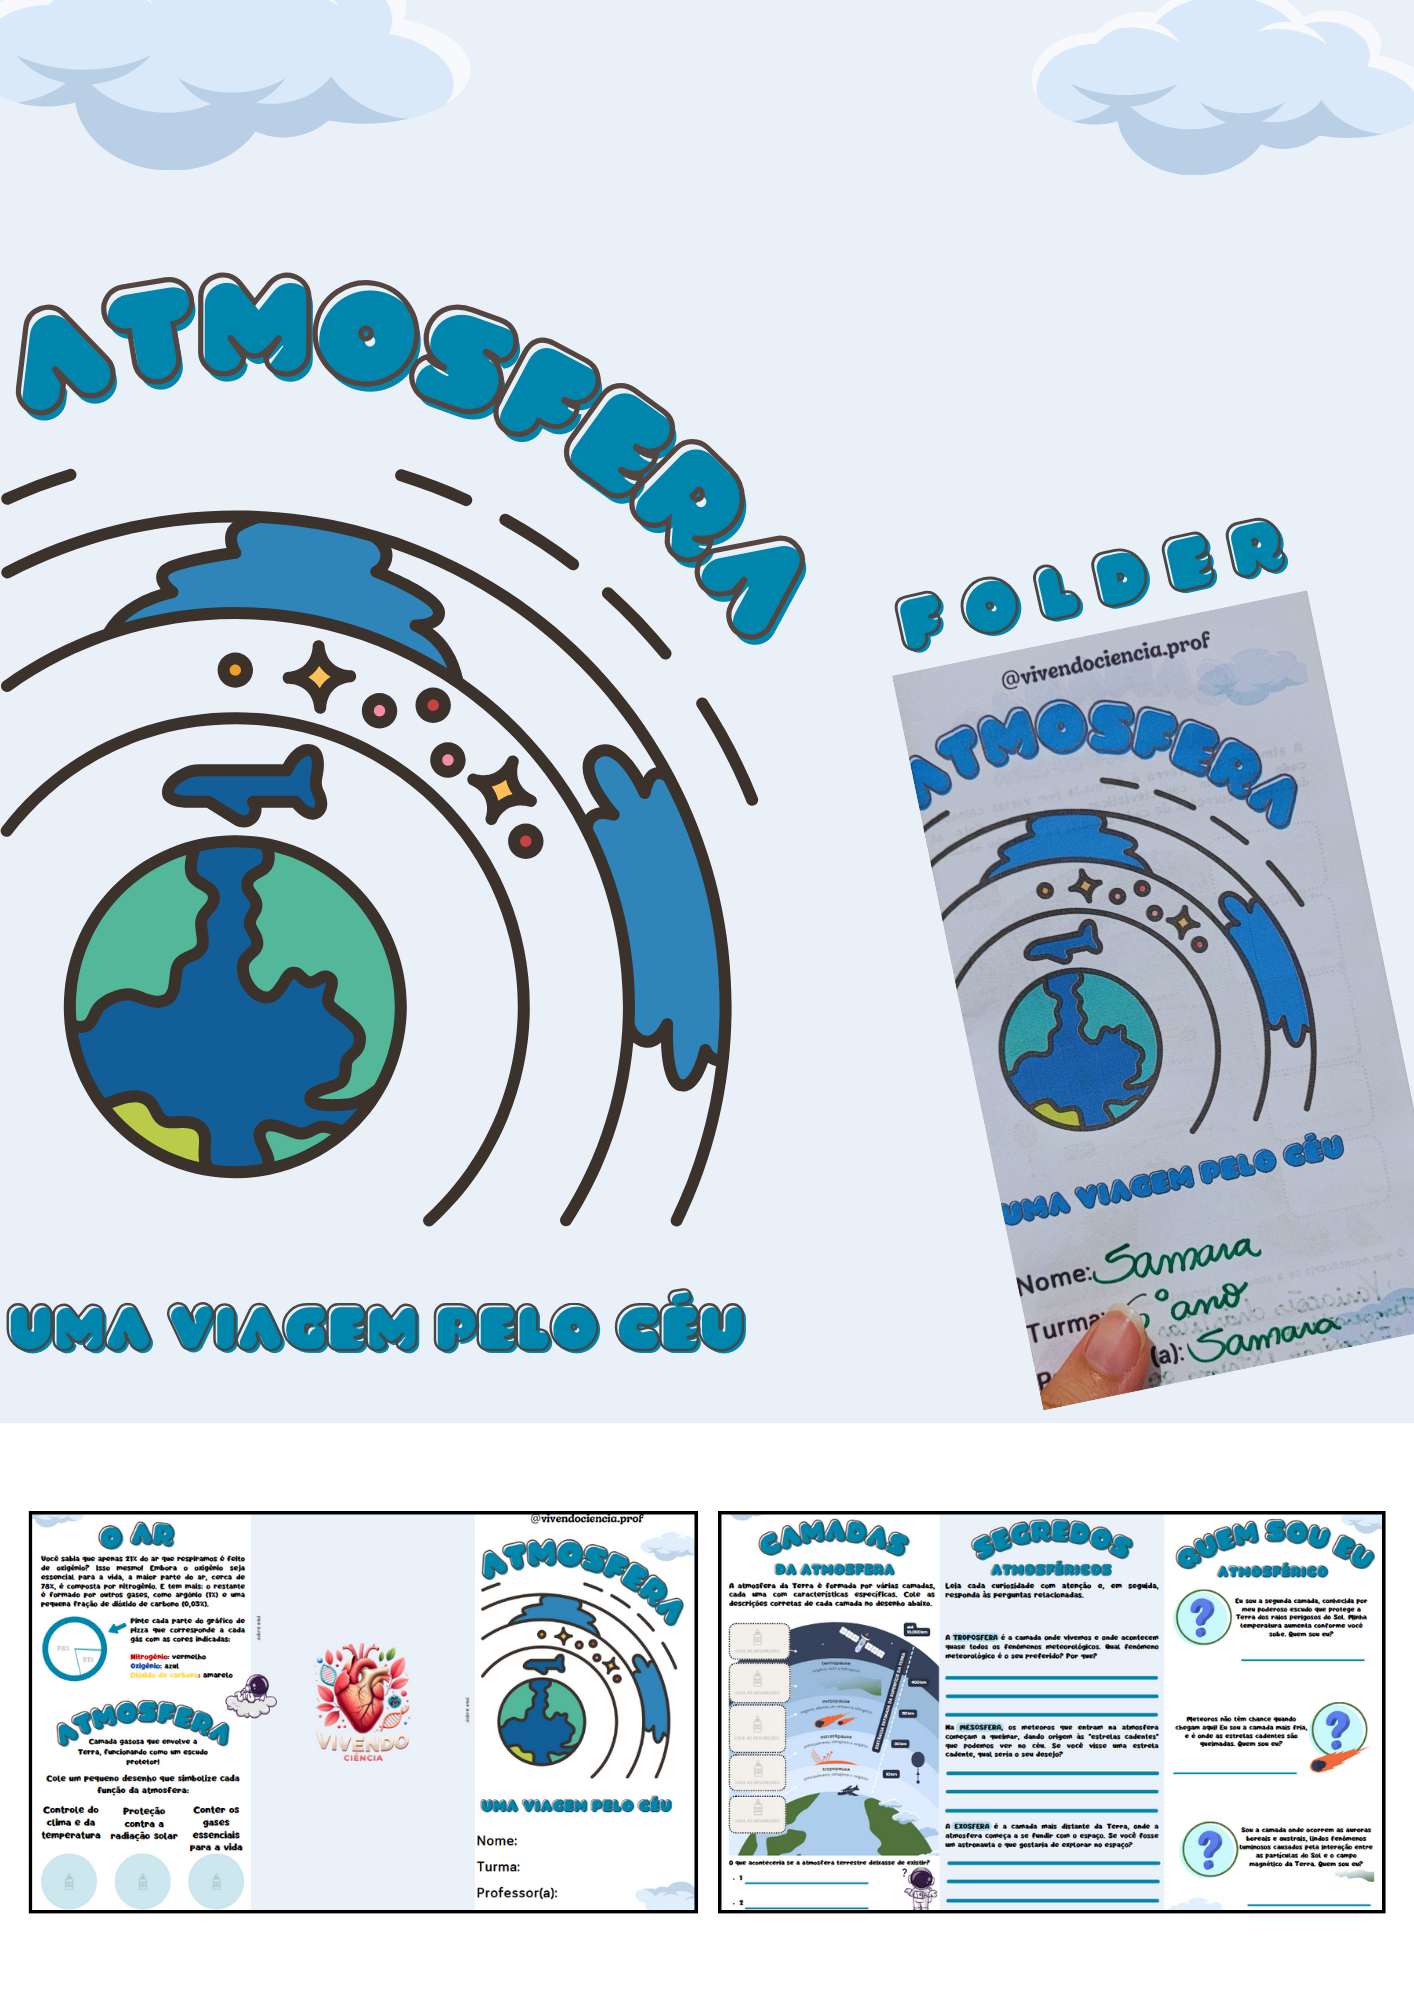 ATMOSFERA
FOLDER
@vivendociencia.prof
ATMOSFERA
UMA VIAGEM PELO CÉU
Nome: Samara
Turma: 6º ano
(a): Samara
UMA VIAGEM PELO CÉU
O AR
Você sabia que apenas 21% do ar que respiramos é feito
de oxigênio? Isso mesmo! Embora o oxigênio seja
essencial para a vida, a maior parte do ar, cerca de
78%, é composta por nitrogênio. E tem mais: o restante
é formado por outros gases, como argônio (1%) e uma
pequena fração de dióxido de carbono (0,03%).
Pinte cada parte do gráfico de
pizza que corresponde a cada
gás com as cores indicadas:
78%
21%
Nitrogênio: vermelho
Oxigênio: azul
Dióxido de carbono: amarelo
ATMOSFERA
Camada gasosa que envolve a
Terra, funcionando como um escudo
protetor!
Cole um pequeno desenho que simbolize cada
função da atmosfera:
Controle do
clima e da
temperatura
Proteção
contra a
radiação solar
Conter os
gases
essenciais
para a vida
VIVENDO
CIÊNCIA
@vivendociencia.prof
ATMOSFERA
UMA VIAGEM PELO CÉU
Nome:
Turma:
Professor(a):
CAMADAS
DA ATMOSFERA
A atmosfera da Terra é formada por várias camadas,
cada uma com características específicas. Cole as
descrições corretas de cada camada no desenho abaixo.
termopausa
mesopausa
estratopausa
tropopausa
até
10.000km
400km
80km
50km
10km
O que aconteceria se a atmosfera terrestre deixasse de existir?
1
2
?
SEGREDOS
ATMOSFÉRICOS
Leia cada curiosidade com atenção e, em seguida,
responda às perguntas relacionadas.
A TROPOSFERA é a camada onde vivemos e onde acontecem
quase todos os fenômenos meteorológicos. Qual fenômeno
meteorológico é o seu preferido? Por que?
Na MESOSFERA, os meteoros que entram na atmosfera
começam a queimar, dando origem às "estrelas cadentes"
que podemos ver no céu. Se você visse uma estrela
cadente, qual seria o seu desejo?
A EXOSFERA é a camada mais distante da Terra, onde a
atmosfera começa a se fundir com o espaço. Se você fosse
um astronauta o que gostaria de explorar no espaço?
QUEM SOU EU
ATMOSFÉRICO
?
Eu sou a segunda camada, conhecida por
meu poderoso escudo que protege a
Terra dos raios perigosos do Sol. Minha
temperatura aumenta conforme você
sobe. Quem sou eu?
Meteoros não têm chance quando
chegam aqui! Eu sou a camada mais fria,
e é onde as estrelas cadentes são
queimadas. Quem sou eu?
?
?
Sou a camada onde ocorrem as auroras
boreais e austrais, lindos fenômenos
luminosos causados pela interação entre
as partículas do Sol e o campo
magnético da Terra. Quem sou eu?